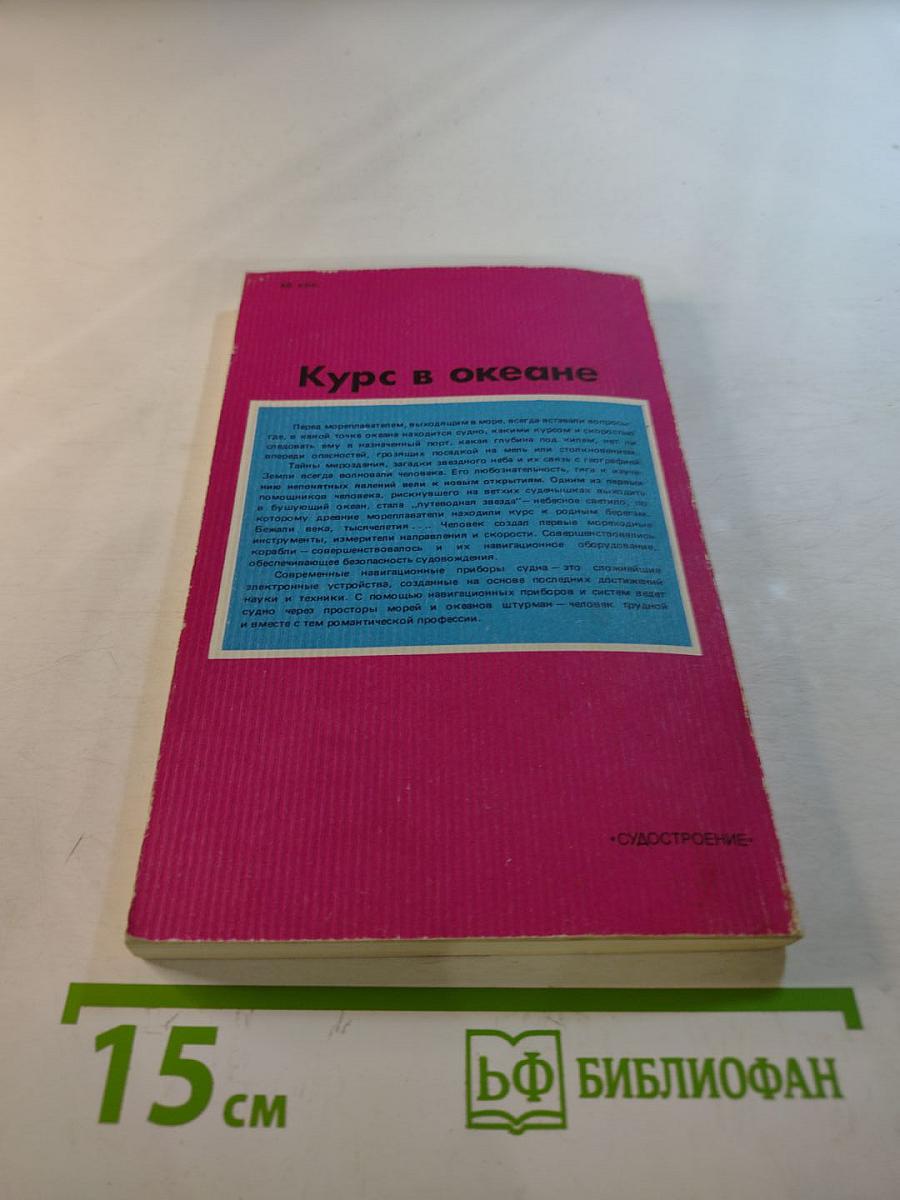 коп.
Курс в океане
Перед мореплавателем, выходящим в море, всегда вставали вопросы:
где, в какой точке океана находится судно, какими курсом и скоростью
следовать ему в назначенный порт, какая глубина под килем, нет ли
впереди опасностей, грозящих посадкой на мель или столкновением.
Тайны мироздания, загадки звездного неба и их связь с географией
Земли всегда волновали человека. Его любознательность, тяга к изуче-
нию непонятных явлений вели к новым открытиям. Одним из первых
помощников человека, рискнувшего на ветхих суденышках выходить
в бушующий океан, стала „путеводная звезда" — небесное светило, по
которому древние мореплаватели находили курс к родным берегам.
Бежали века, тысячелетия . . . . Человек создал первые мореходные
инструменты, измерители направления и скорости. Совершенствовались
корабли — совершенствовалось и их навигационное оборудование,
обеспечивающее безопасность судовождения.
Современные навигационные приборы судна — это сложнейшие
электронные устройства, созданные на основе последних достижений
науки и техники. С помощью навигационных приборов и систем ведет
судно через просторы морей и океанов штурман — человек трудной
и вместе с тем романтической профессии.
«СУДОСТРОЕНИЕ»
15 см
ЬФ БИБЛИОФАН